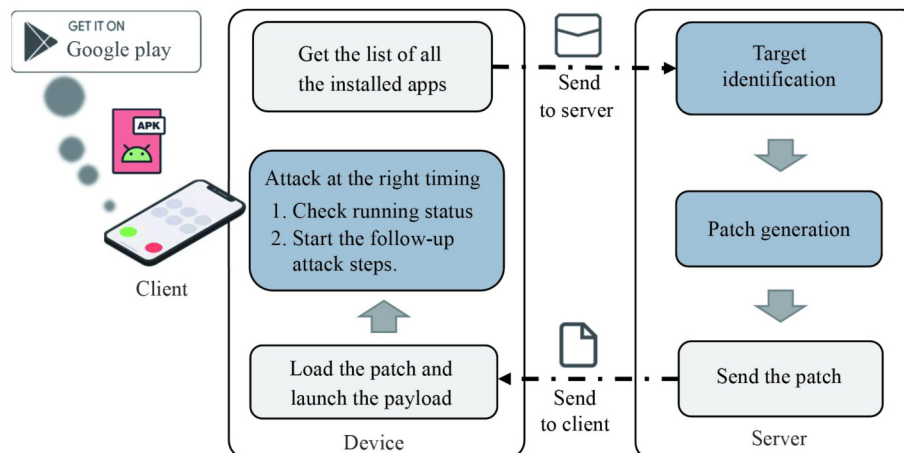 GET IT ON
Google play
APK
Client
Get the list of all
the installed apps
Attack at the right timing
1. Check running status
2. Start the follow-up
attack steps.
Load the patch and
launch the payload
Device
Send
to server
Send
to client
Target
identification
Patch generation
Send the patch
Server